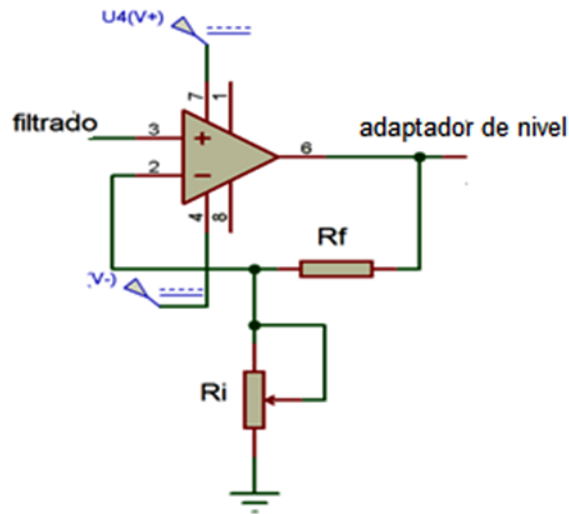 U4(V+)
7
1
filtrado
3
+
6
adaptador de nivel
2
−
4
8
Rf
(V-)
Ri